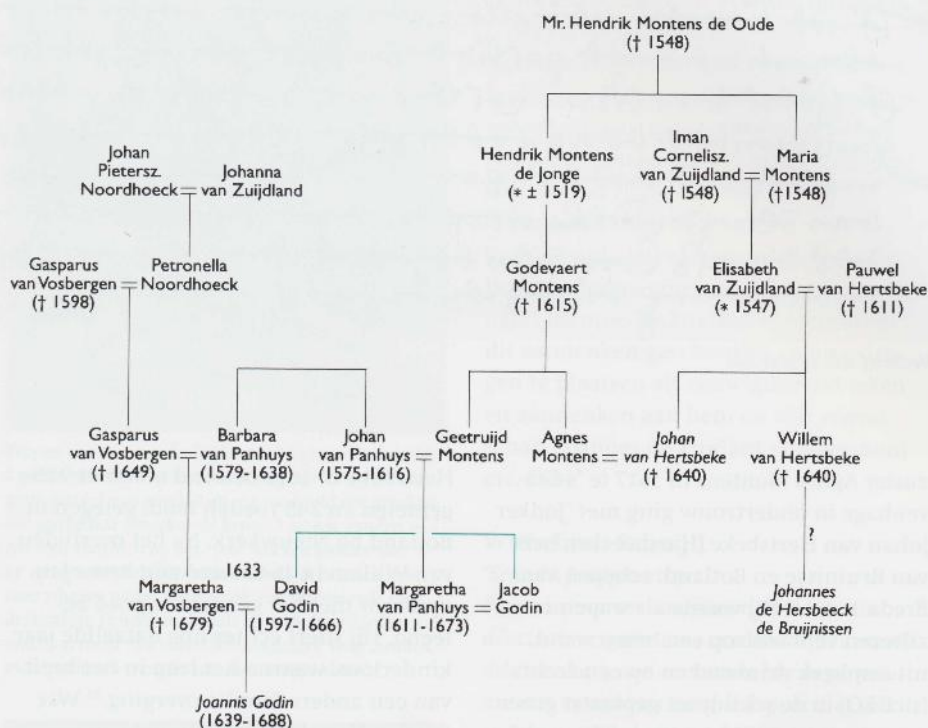 Mr. Hendrik Montens de Oude
(† 1548)
Johan
Pietersz.
Noordhoeck = Johanna
van Zuijdland
Hendrik Montens
de Jonge
(* ± 1519)
Iman
Cornelisz.
van Zuijdland =
(†1548)
Maria
Montens
(†1548)
Gasparus
van Vosbergen =
(† 1598)
Petronella
Noordhoeck
Godevaert
Montens
(† 1615)
Elisabeth
van Zuijdland =
(* 1547)
Pauwel
van Hertsbeke
(† 1611)
Gasparus
van Vosbergen =
(† 1649)
Barbara
van Panhuys
(1579-1638)
Johan
van Panhuys =
(1575-1616)
Geetruijd
Montens
Agnes
Montens =
Johan
van Hertsbeke
(† 1640)
Willem
van Hertsbeke
(† 1640)
?
1633
Margaretha
van Vosbergen =
(† 1679)
David
Godin
(1597-1666)
Margaretha
van Panhuys =
(1611-1673)
Jacob
Godin
Johannes
de Hersbeeck
de Bruijnissen
Joannis Godin
(1639-1688)